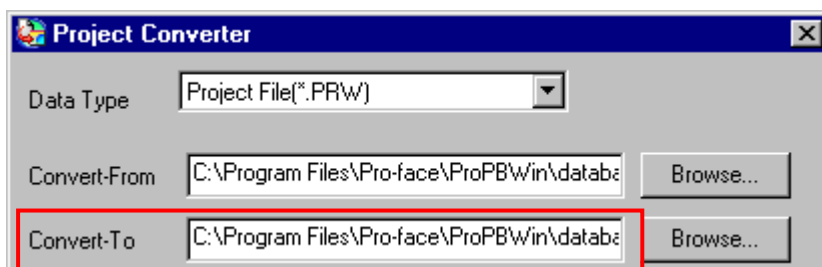 Project Converter
Data Type Project File(*.PRW)
Convert-From C:\Program Files\Pro-face\ProPBWin\databa Browse...
Convert-To C:\Program Files\Pro-face\ProPBWin\databa Browse...